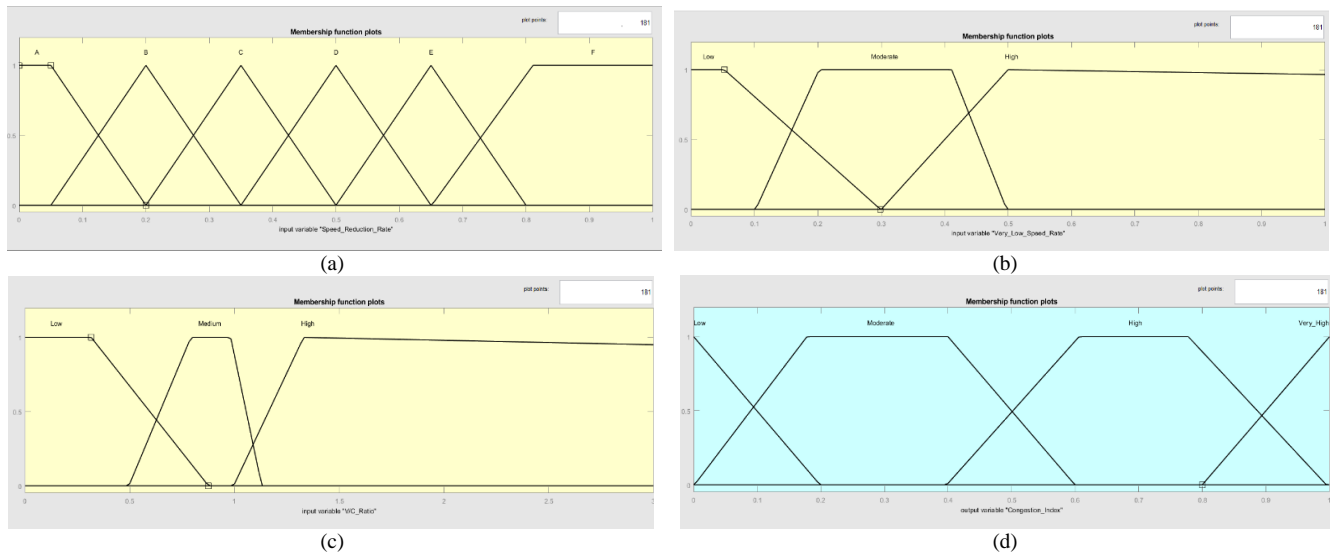 plot points: 181
Membership function plots
A B C D E F
1
0.5
0
0 0.1 0.2 0.3 0.4 0.5 0.6 0.7 0.8 0.9 1
input variable "Speed_Reduction_Rate"
(a)
plot points: 181
Membership function plots
Low Moderate High
1
0.5
0
0 0.1 0.2 0.3 0.4 0.5 0.6 0.7 0.8 0.9 1
input variable "Very_Low_Speed_Rate"
(b)
plot points: 181
Membership function plots
Low Medium High
1
0.5
0
0 0.5 1 1.5 2 2.5 3
input variable "V/C_Ratio"
(c)
plot points: 181
Membership function plots
Low Moderate High Very_High
1
0.5
0
0 0.1 0.2 0.3 0.4 0.5 0.6 0.7 0.8 0.9 1
output variable "Congestion_Index"
(d)